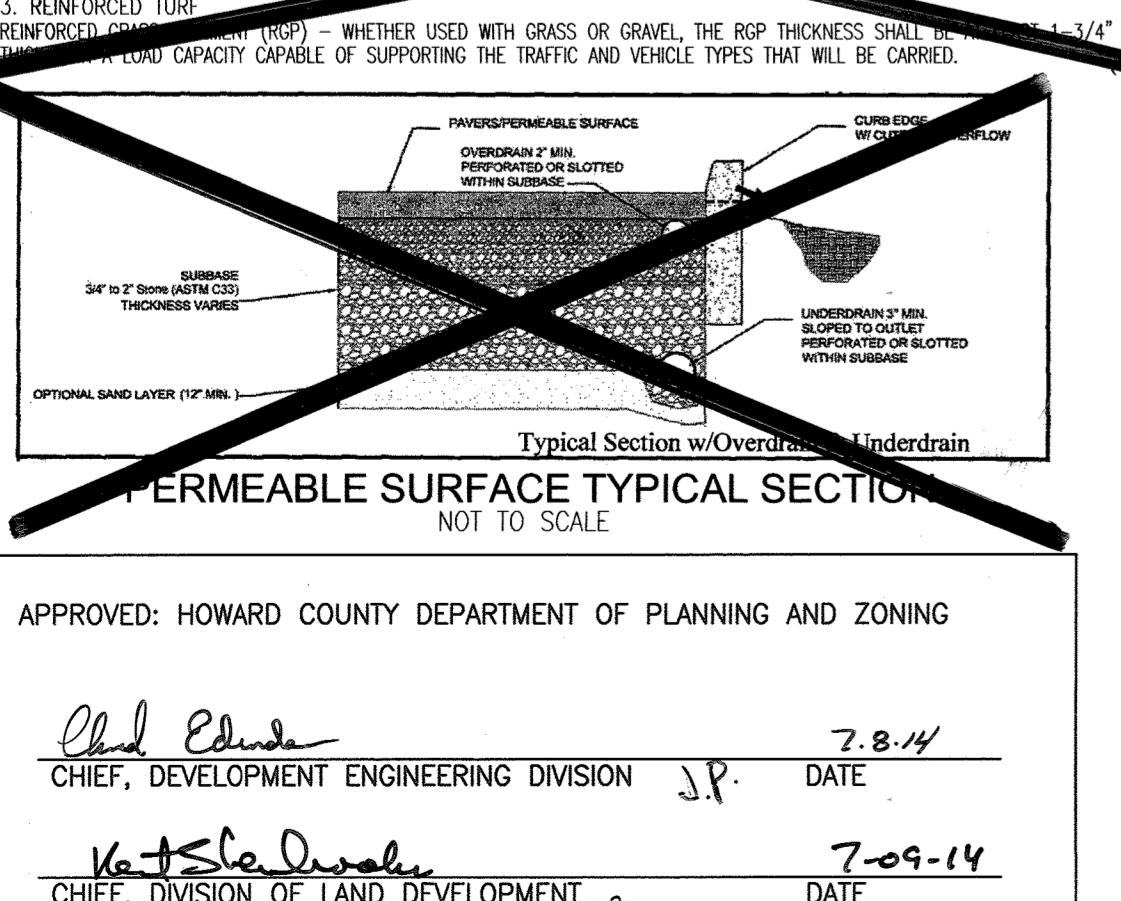 3. REINFORCED TURF
REINFORCED (RGP) – WHETHER USED WITH GRASS OR GRAVEL, THE RGP THICKNESS SHALL BE 1-3/4"
A LOAD CAPACITY CAPABLE OF SUPPORTING THE TRAFFIC AND VEHICLE TYPES THAT WILL BE CARRIED.
PAVERS/PERMEABLE SURFACE
CURB EDGE
W/
OVERDRAIN 2" MIN.
PERFORATED OR SLOTTED
WITHIN SUBBASE
SUBBASE
3/4" to 2" Stone (ASTM C33)
THICKNESS VARIES
UNDERDRAIN 3" MIN.
SLOPED TO OUTLET
PERFORATED OR SLOTTED
WITHIN SUBBASE
OPTIONAL SAND LAYER (12" MIN.)
Typical Section w/Overdrain & Underdrain
PERMEABLE SURFACE TYPICAL SECTION
NOT TO SCALE
APPROVED: HOWARD COUNTY DEPARTMENT OF PLANNING AND ZONING
7.8.14
CHIEF, DEVELOPMENT ENGINEERING DIVISION J.P. DATE
7-09-14
CHIEF, DIVISION OF LAND DEVELOPMENT DATE